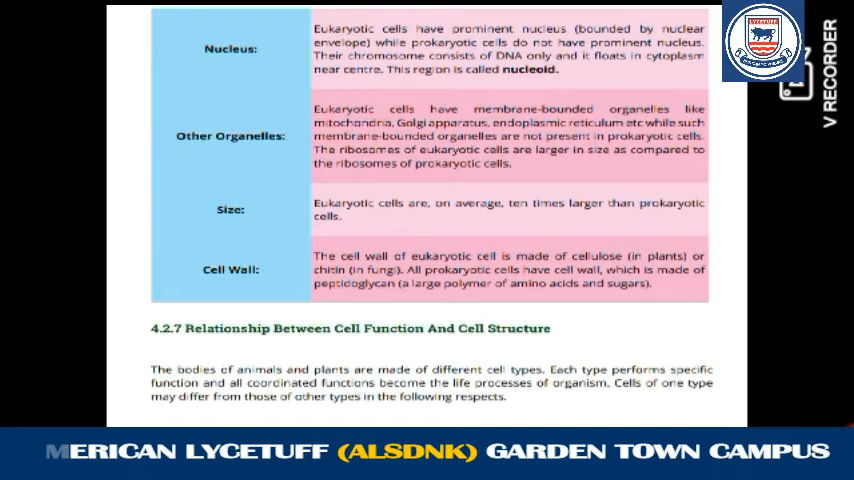 Nucleus:
Eukaryotic cells have prominent nucleus (bounded by nuclear
envelope) while prokaryotic cells do not have prominent nucleus.
Their chromosome consists of DNA only and it floats in cytoplasm
near centre. This region is called nucleoid.
Other Organelles:
Eukaryotic cells have membrane-bounded organelles like
mitochondria, Golgi apparatus, endoplasmic reticulum etc while such
membrane-bounded organelles are not present in prokaryotic cells.
The ribosomes of eukaryotic cells are larger in size as compared to
the ribosomes of prokaryotic cells.
Size:
Eukaryotic cells are, on average, ten times larger than prokaryotic
cells.
Cell Wall:
The cell wall of eukaryotic cell is made of cellulose (in plants) or
chitin (in fungi). All prokaryotic cells have cell wall, which is made of
peptidoglycan (a large polymer of amino acids and sugars).
4.2.7 Relationship Between Cell Function And Cell Structure
The bodies of animals and plants are made of different cell types. Each type performs specific
function and all coordinated functions become the life processes of organism. Cells of one type
may differ from those of other types in the following respects.
LYCETUFF
V RECORDER
MERICAN LYCETUFF (ALSDNK) GARDEN TOWN CAMPUS